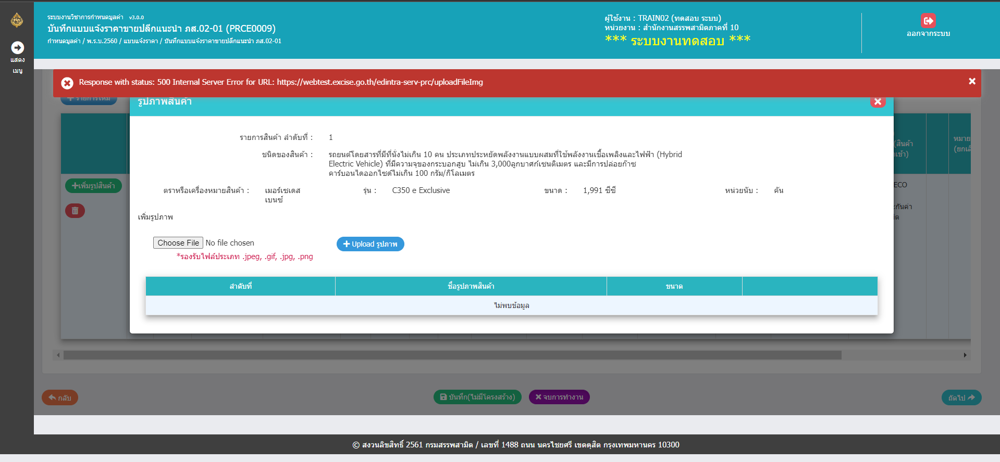 ระบบงานวิชาการกำหนดมูลค่า v3.0.0
บันทึกแบบแจ้งราคาขายปลีกแนะนำ ภส.02-01 (PRCE0009)
กำหนดมูลค่า / พ.ร.บ.2560 / แบบแจ้งราคา / บันทึกแบบแจ้งราคาขายปลีกแนะนำ ภส.02-01
ผู้ใช้งาน : TRAIN02 (ทดสอบ ระบบ)
หน่วยงาน : สำนักงานสรรพสามิตภาคที่ 10
*** ระบบงานทดสอบ ***
ออกจากระบบ
แสดง
เมนู
Response with status: 500 Internal Server Error for URL: https://webtest.excise.go.th/edintra-serv-prc/uploadFileImg
รายการใหม่
รูปภาพสินค้า
รายการสินค้า ลำดับที่ : 1
ชนิดของสินค้า : รถยนต์โดยสารที่มีที่นั่งไม่เกิน 10 คน ประเภทประหยัดพลังงานแบบผสมที่ใช้พลังงานเชื้อเพลิงและไฟฟ้า (Hybrid
Electric Vehicle) ที่มีความจุของกระบอกสูบ ไม่เกิน 3,000ลูกบาศก์เซนติเมตร และมีการปล่อยก๊าซ
คาร์บอนไดออกไซด์ไม่เกิน 100 กรัม/กิโลเมตร
ตราหรือเครื่องหมายสินค้า : เมอร์เซเดส รุ่น : C350 e Exclusive ขนาด : 1,991 ซีซี หน่วยนับ : คัน
เบนซ์
เพิ่มรูปภาพ
Choose File No file chosen
Upload รูปภาพ
*รองรับไฟล์ประเภท .jpeg, .gif, .jpg, .png
ลำดับที่ ชื่อรูปภาพสินค้า ขนาด
ไม่พบข้อมูล
เพิ่มรูปสินค้า
(สินค้า
หมาย
ECO
กลับ
บันทึก(ไม่มีโครงสร้าง)
จบการทำงาน
ถัดไป
© สงวนลิขสิทธิ์ 2561 กรมสรรพสามิต / เลขที่ 1488 ถนน นครไชยศรี เขตดุสิต กรุงเทพมหานคร 10300